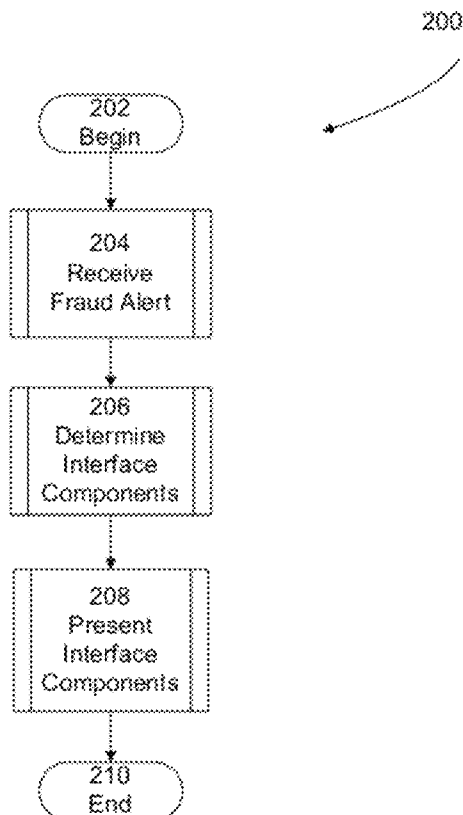 200
202
Begin
204
Receive
Fraud Alert
206
Determine
Interface
Components
208
Present
Interface
Components
210
End